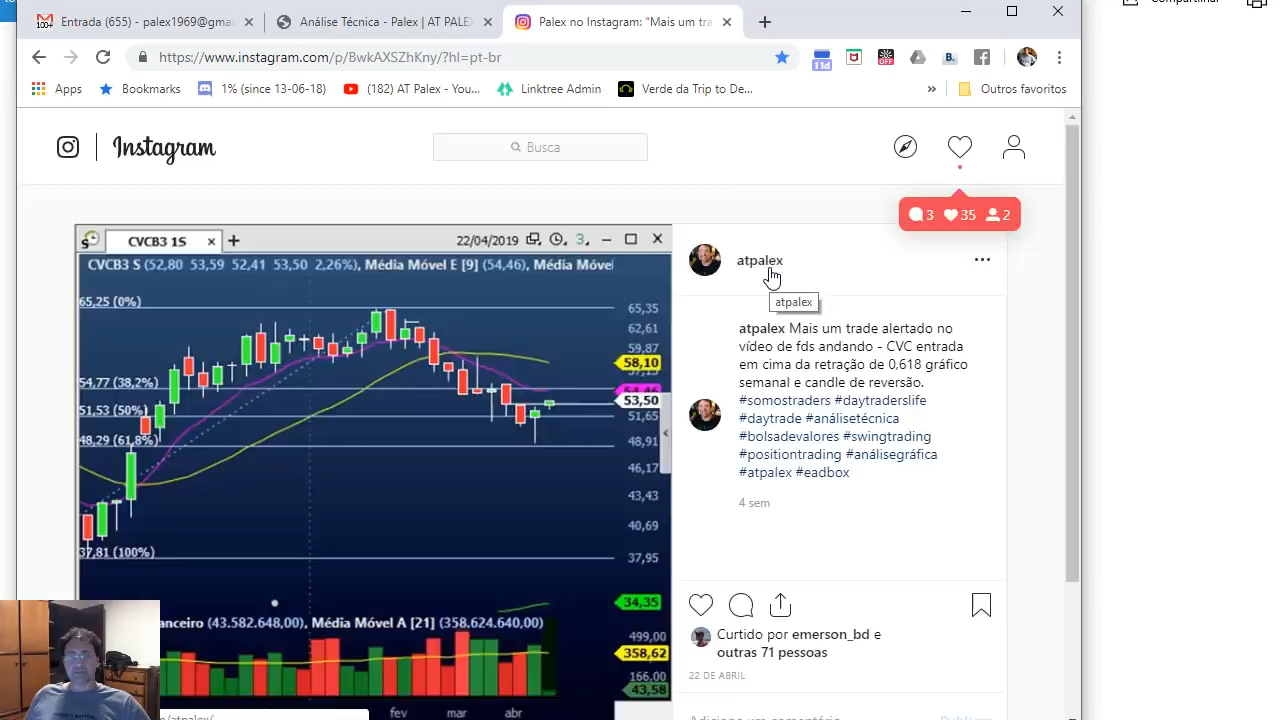 Entrada (655) - palex1969@gma
Análise Técnica - Palex | AT PALEX
Palex no Instagram: "Mais um tra
https://www.instagram.com/p/BwkAXSZhKny/?hl=pt-br
11d
OFF
B.
Apps
Bookmarks
1% (since 13-06-18)
(182) AT Palex - You...
Linktree Admin
Verde da Trip to De...
»
Outros favoritos
Instagram
Busca
3 35 2
CVCB3 1S
22/04/2019
3
CVCB3 S (52,80 53,59 52,41 53,50 2,26%), Média Móvel E [9] (54,46), Média Móve
65,25 (0%)
54,77 (38,2%)
51,53 (50%)
48,29 (61,8%)
37,81 (100%)
65,35
62,61
59,87
58,10
54,46
53,50
51,65
48,91
46,17
43,43
40,69
37,95
34,35
anceiro (43.582.648,00), Média Móvel A [21] (358.624.640,00)
499,00
358,62
166,00
43,58
fev mar abr
atpalex
atpalex
atpalex Mais um trade alertado no
vídeo de fds andando - CVC entrada
em cima da retração de 0,618 gráfico
semanal e candle de reversão.
#somostraders #daytraderslife
#daytrade #análisetécnica
#bolsadevalores #swingtrading
#positiontrading #análisegráfica
#atpalex #eadbox
4 sem
Curtido por emerson_bd e
outras 71 pessoas
22 DE ABRIL
Adicione um comentário